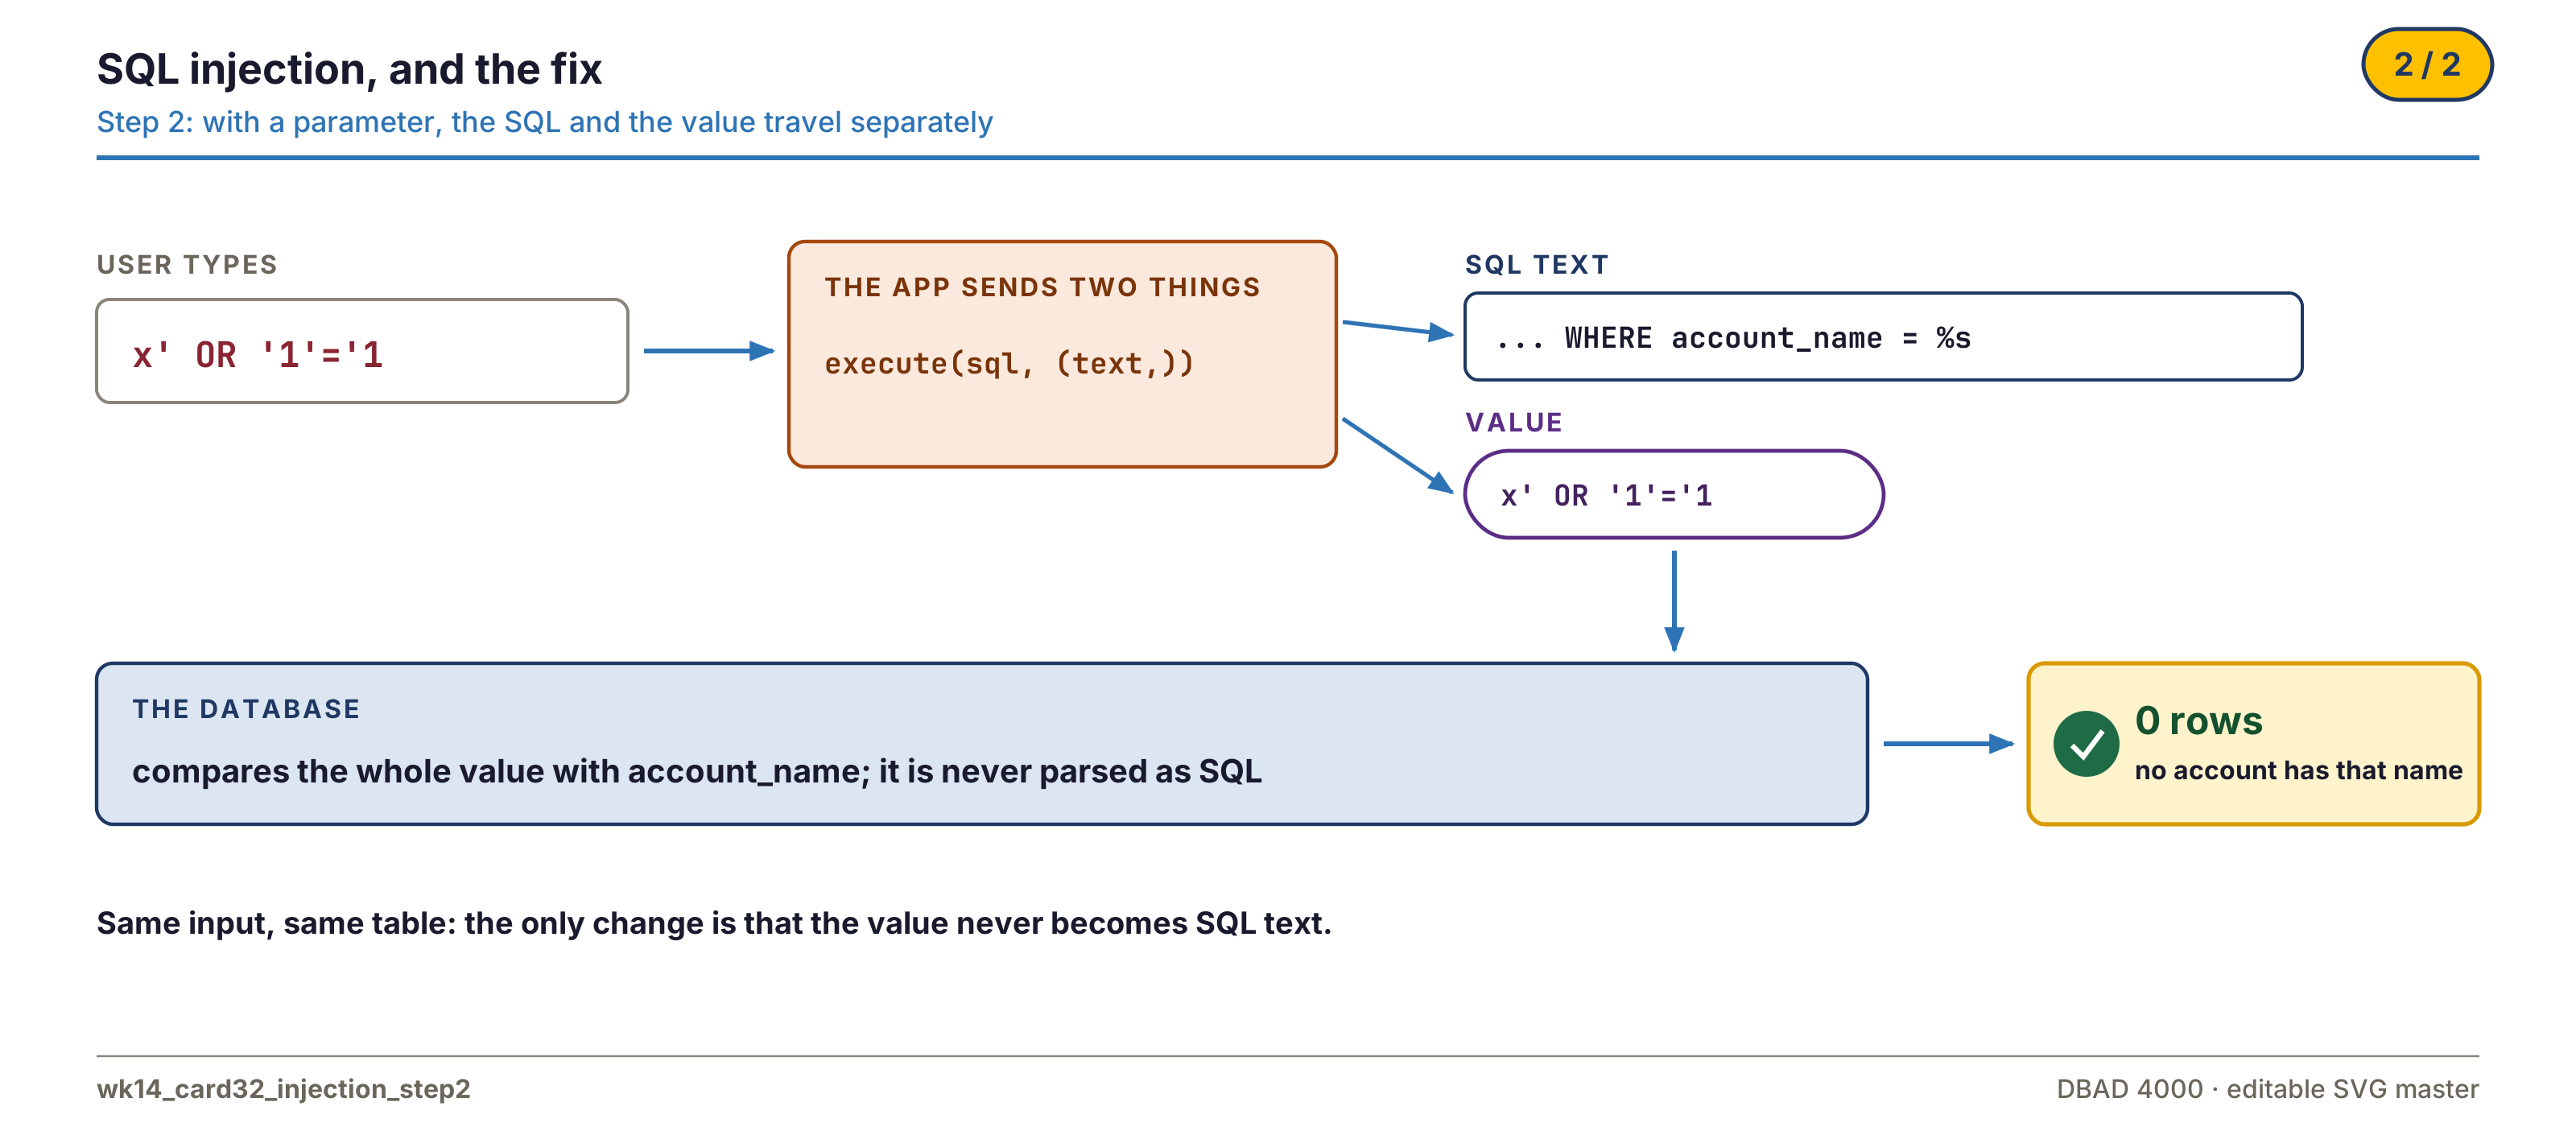 SQL injection, and the fix
2 / 2
Step 2: with a parameter, the SQL and the value travel separately
USER TYPES
x' OR '1'='1
THE APP SENDS TWO THINGS
execute(sql, (text,))
SQL TEXT
... WHERE account_name = %s
VALUE
x' OR '1'='1
THE DATABASE
compares the whole value with account_name; it is never parsed as SQL
0 rows
no account has that name
Same input, same table: the only change is that the value never becomes SQL text.
wk14_card32_injection_step2
DBAD 4000 · editable SVG master